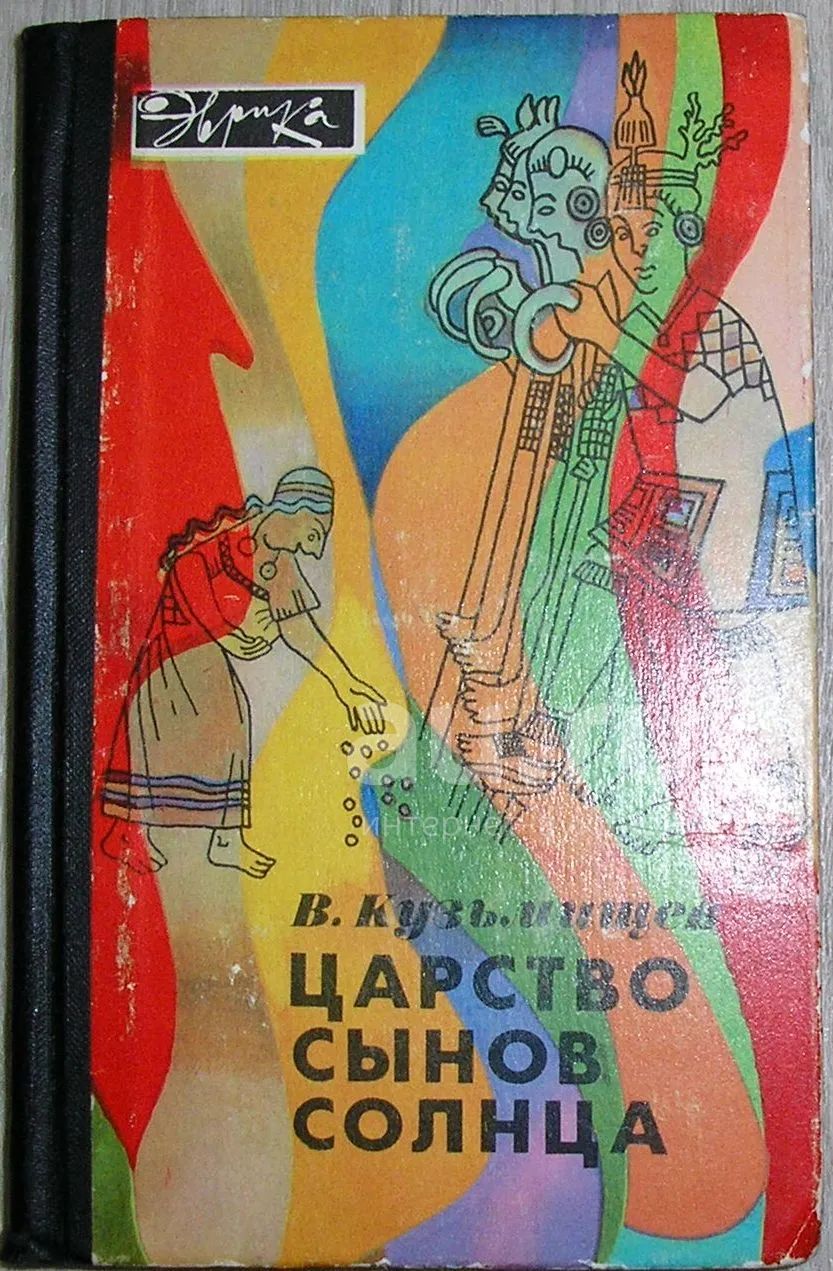 Эврика
В. Кузьмищев
ЦАРСТВО
СЫНОВ
СОЛНЦА